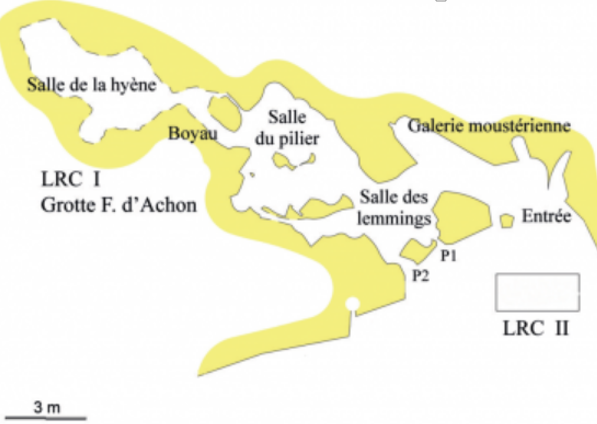 Salle de la hyène
Boyau
Salle
du pilier
Galerie moustérienne
LRC I
Grotte F. d'Achon
Salle des
lemmings
Entrée
P1
P2
LRC II
3 m